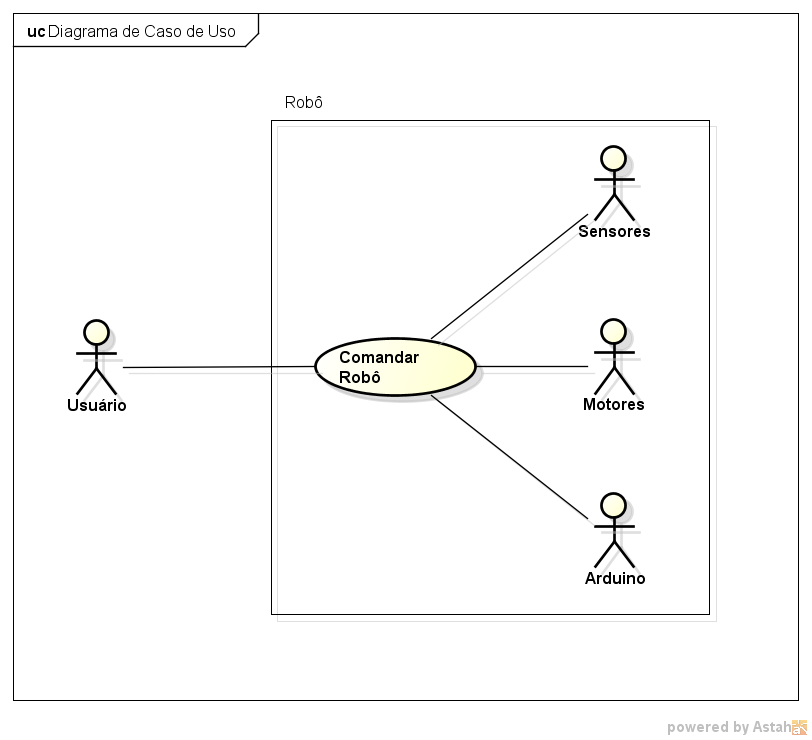 uc Diagrama de Caso de Uso
Robô
Sensores
Comandar
Robô
Usuário
Motores
Arduino
powered by Astah